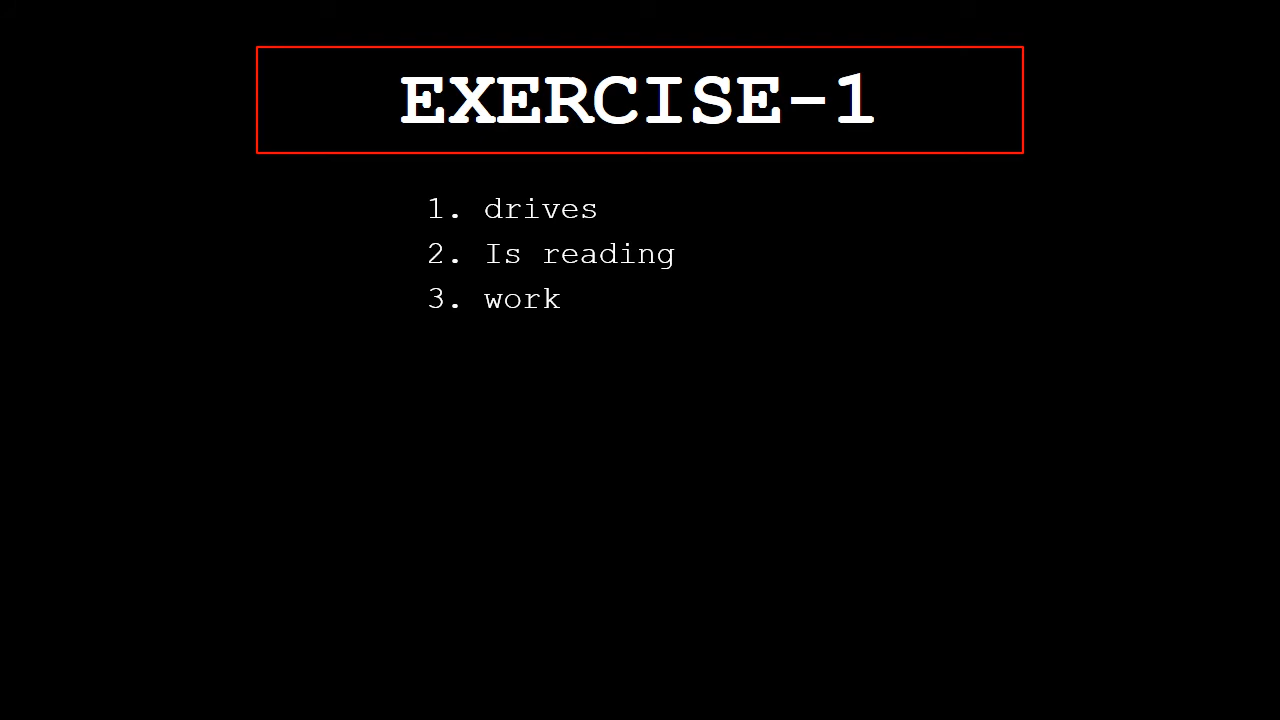 EXERCISE-1
1. drives
2. Is reading
3. work